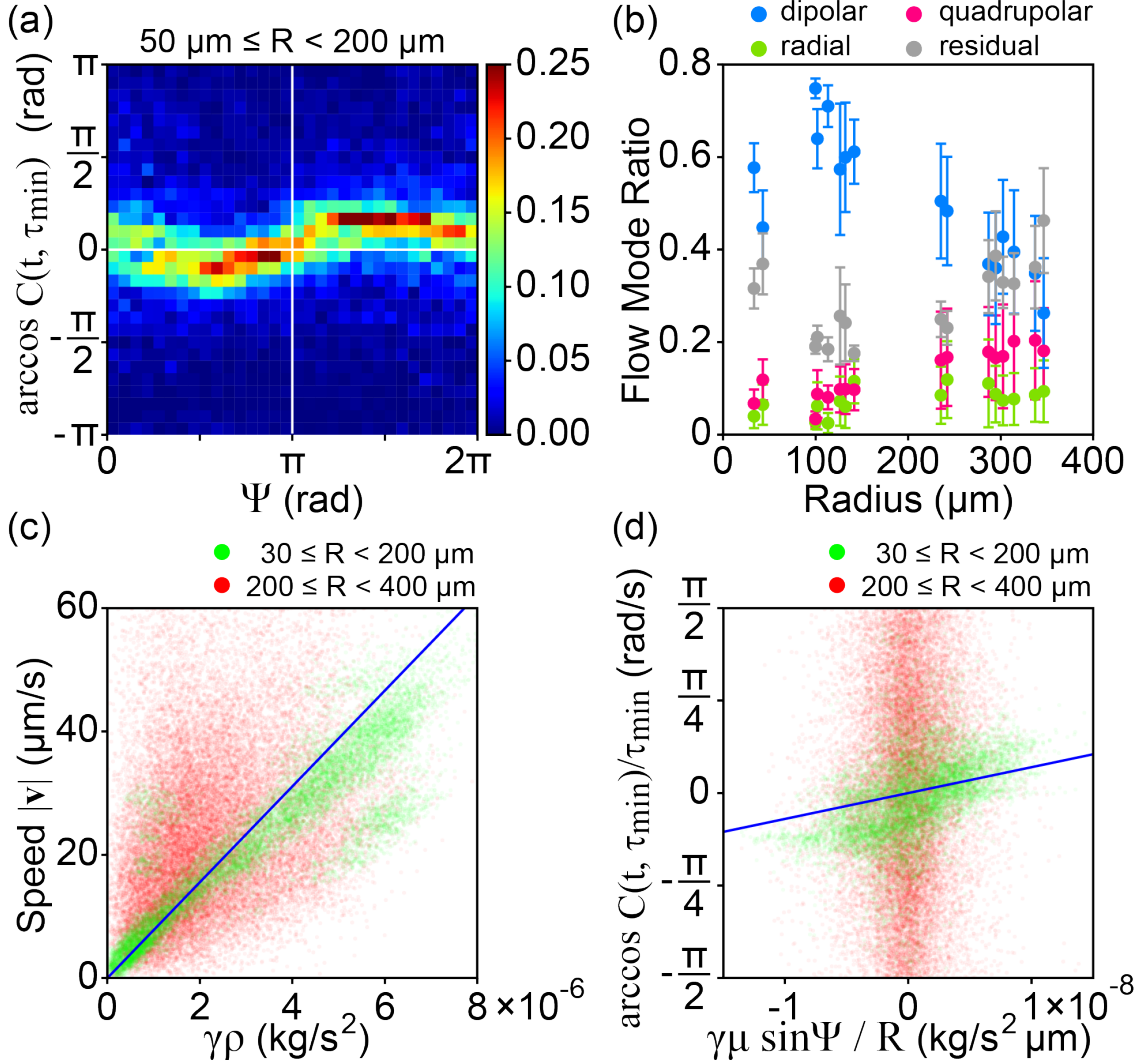 (a)
50 μm ≤ R < 200 μm
arccos C(t, τmin) (rad)
π
π/2
0
-π/2
-π
0
π
2π
Ψ (rad)
0.25
0.20
0.15
0.10
0.05
0.00
(b)
dipolar
quadrupolar
radial
residual
Flow Mode Ratio
0.8
0.6
0.4
0.2
0
0
100
200
300
400
Radius (μm)
(c)
30 ≤ R < 200 μm
200 ≤ R < 400 μm
Speed |v| (μm/s)
60
40
20
0
0
2
4
6
8 ×10-6
γρ (kg/s²)
(d)
30 ≤ R < 200 μm
200 ≤ R < 400 μm
arccos C(t, τmin)/τmin (rad/s)
π/2
π/4
0
-π/4
-π/2
-1
0
1 ×10-8
γμ sinΨ / R (kg/s² μm)